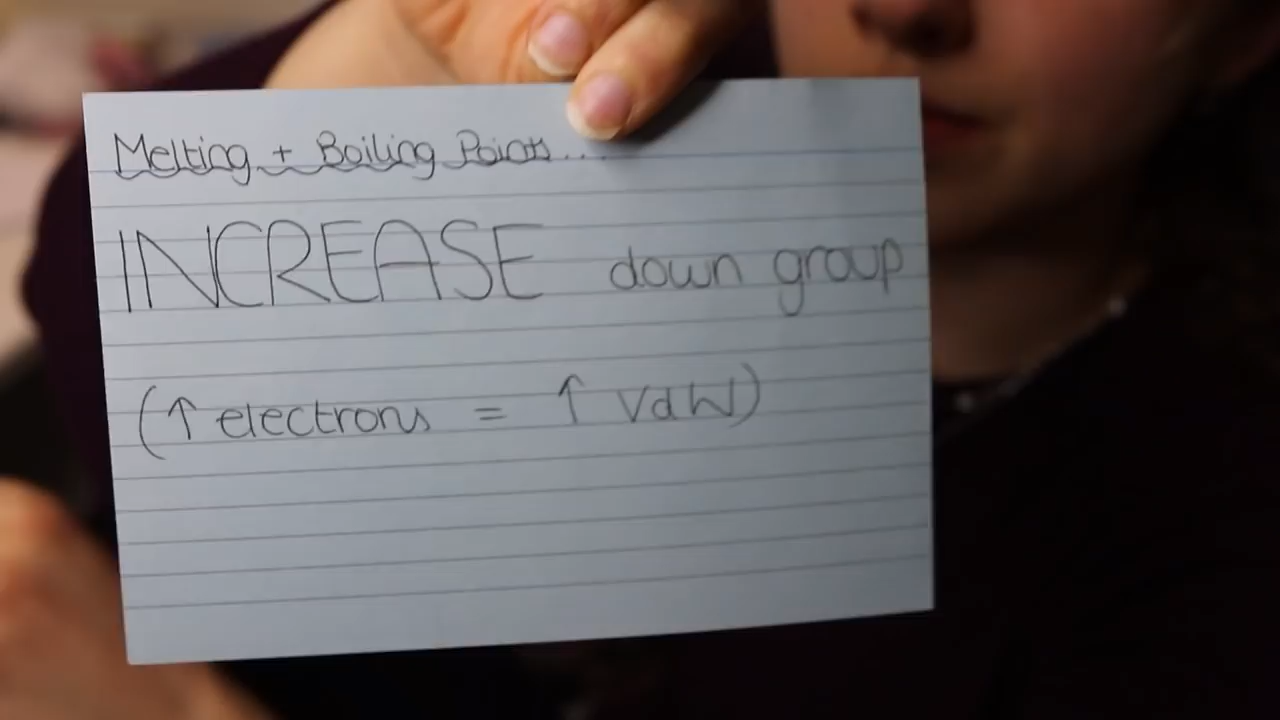 Melting + Boiling Points...
INCREASE down group
(↑ electrons = ↑ VdW)